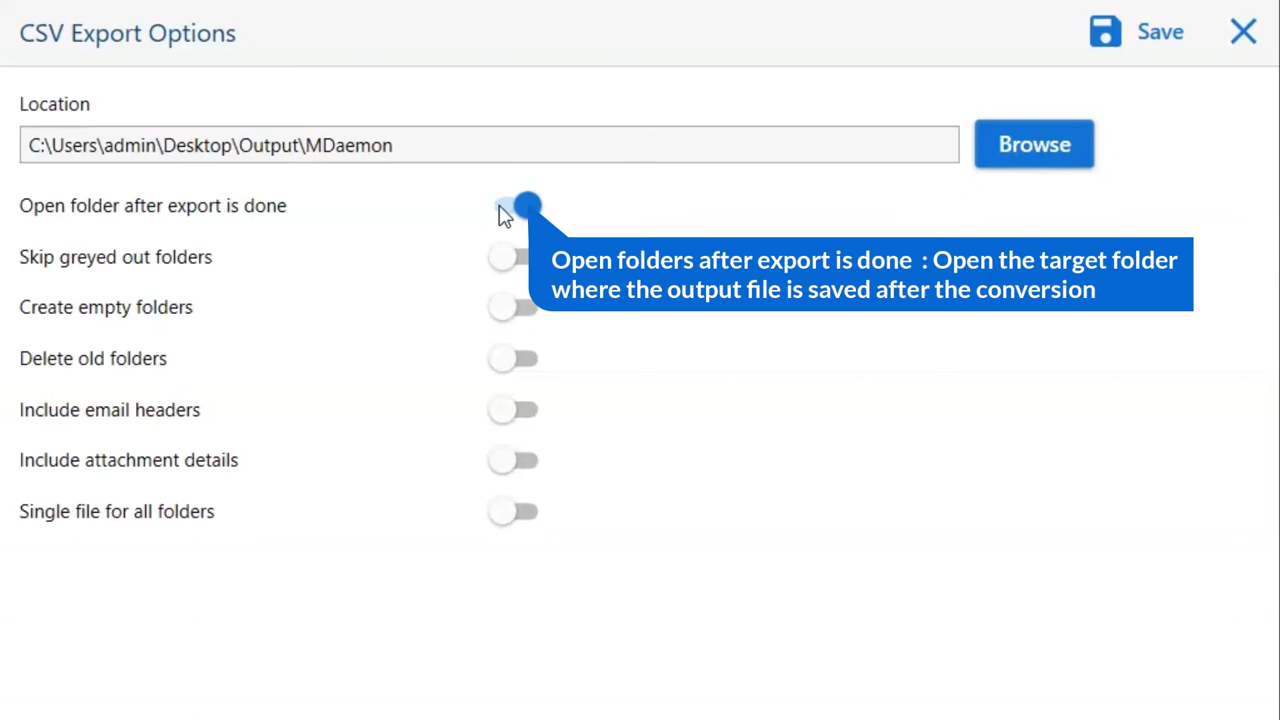 CSV Export Options
Save
Location
C:\Users\admin\Desktop\Output\MDaemon
Browse
Open folder after export is done
Open folders after export is done : Open the target folder
where the output file is saved after the conversion
Skip greyed out folders
Create empty folders
Delete old folders
Include email headers
Include attachment details
Single file for all folders